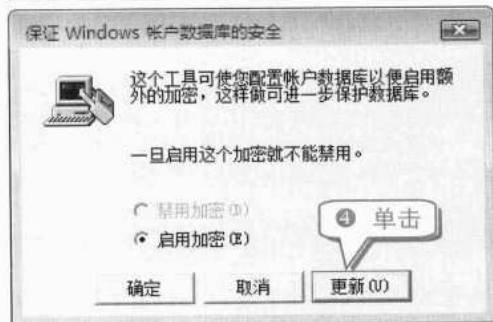 保证 Windows 帐户数据库的安全
这个工具可使您配置帐户数据库以便启用额
外的加密，这样做可进一步保护数据库。
一旦启用这个加密就不能禁用。
禁用加密(D)
启用加密(E)
❹ 单击
确定 取消 更新(U)